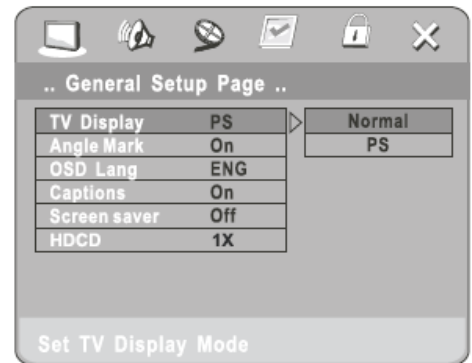 .. General Setup Page ..
TV Display PS Normal
Angle Mark On PS
OSD Lang ENG
Captions On
Screen saver Off
HDCD 1X
Set TV Display Mode